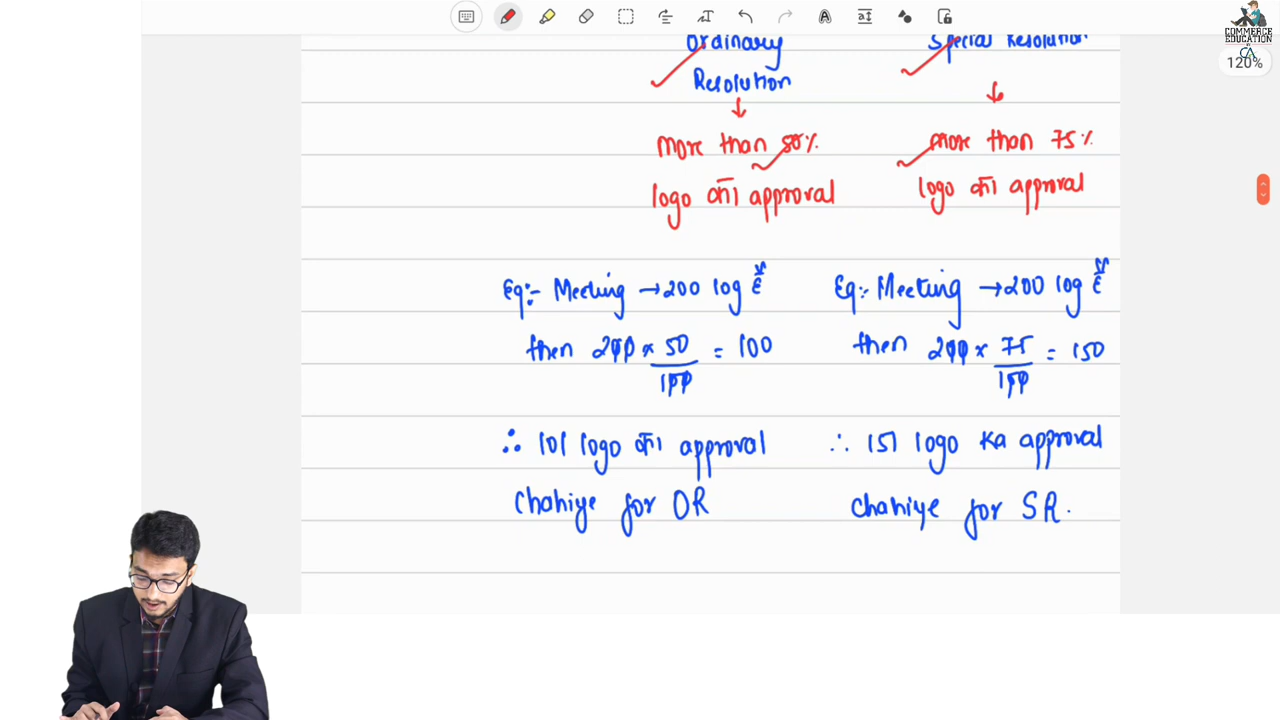 COMMERCE
EDUCATION
BY
CA
120%
Ordinary
Resolution
Special Resolution
↓
↓
More than 50%
logo का approval
more than 75%
logo का approval
Eg:- Meeting → 200 log है
then 200 × 50/100 = 100
∴ 101 logo का approval
chahiye for OR
Eg:- Meeting → 200 log है
then 200 × 75/100 = 150
∴ 151 logo ka approval
chahiye for SR.